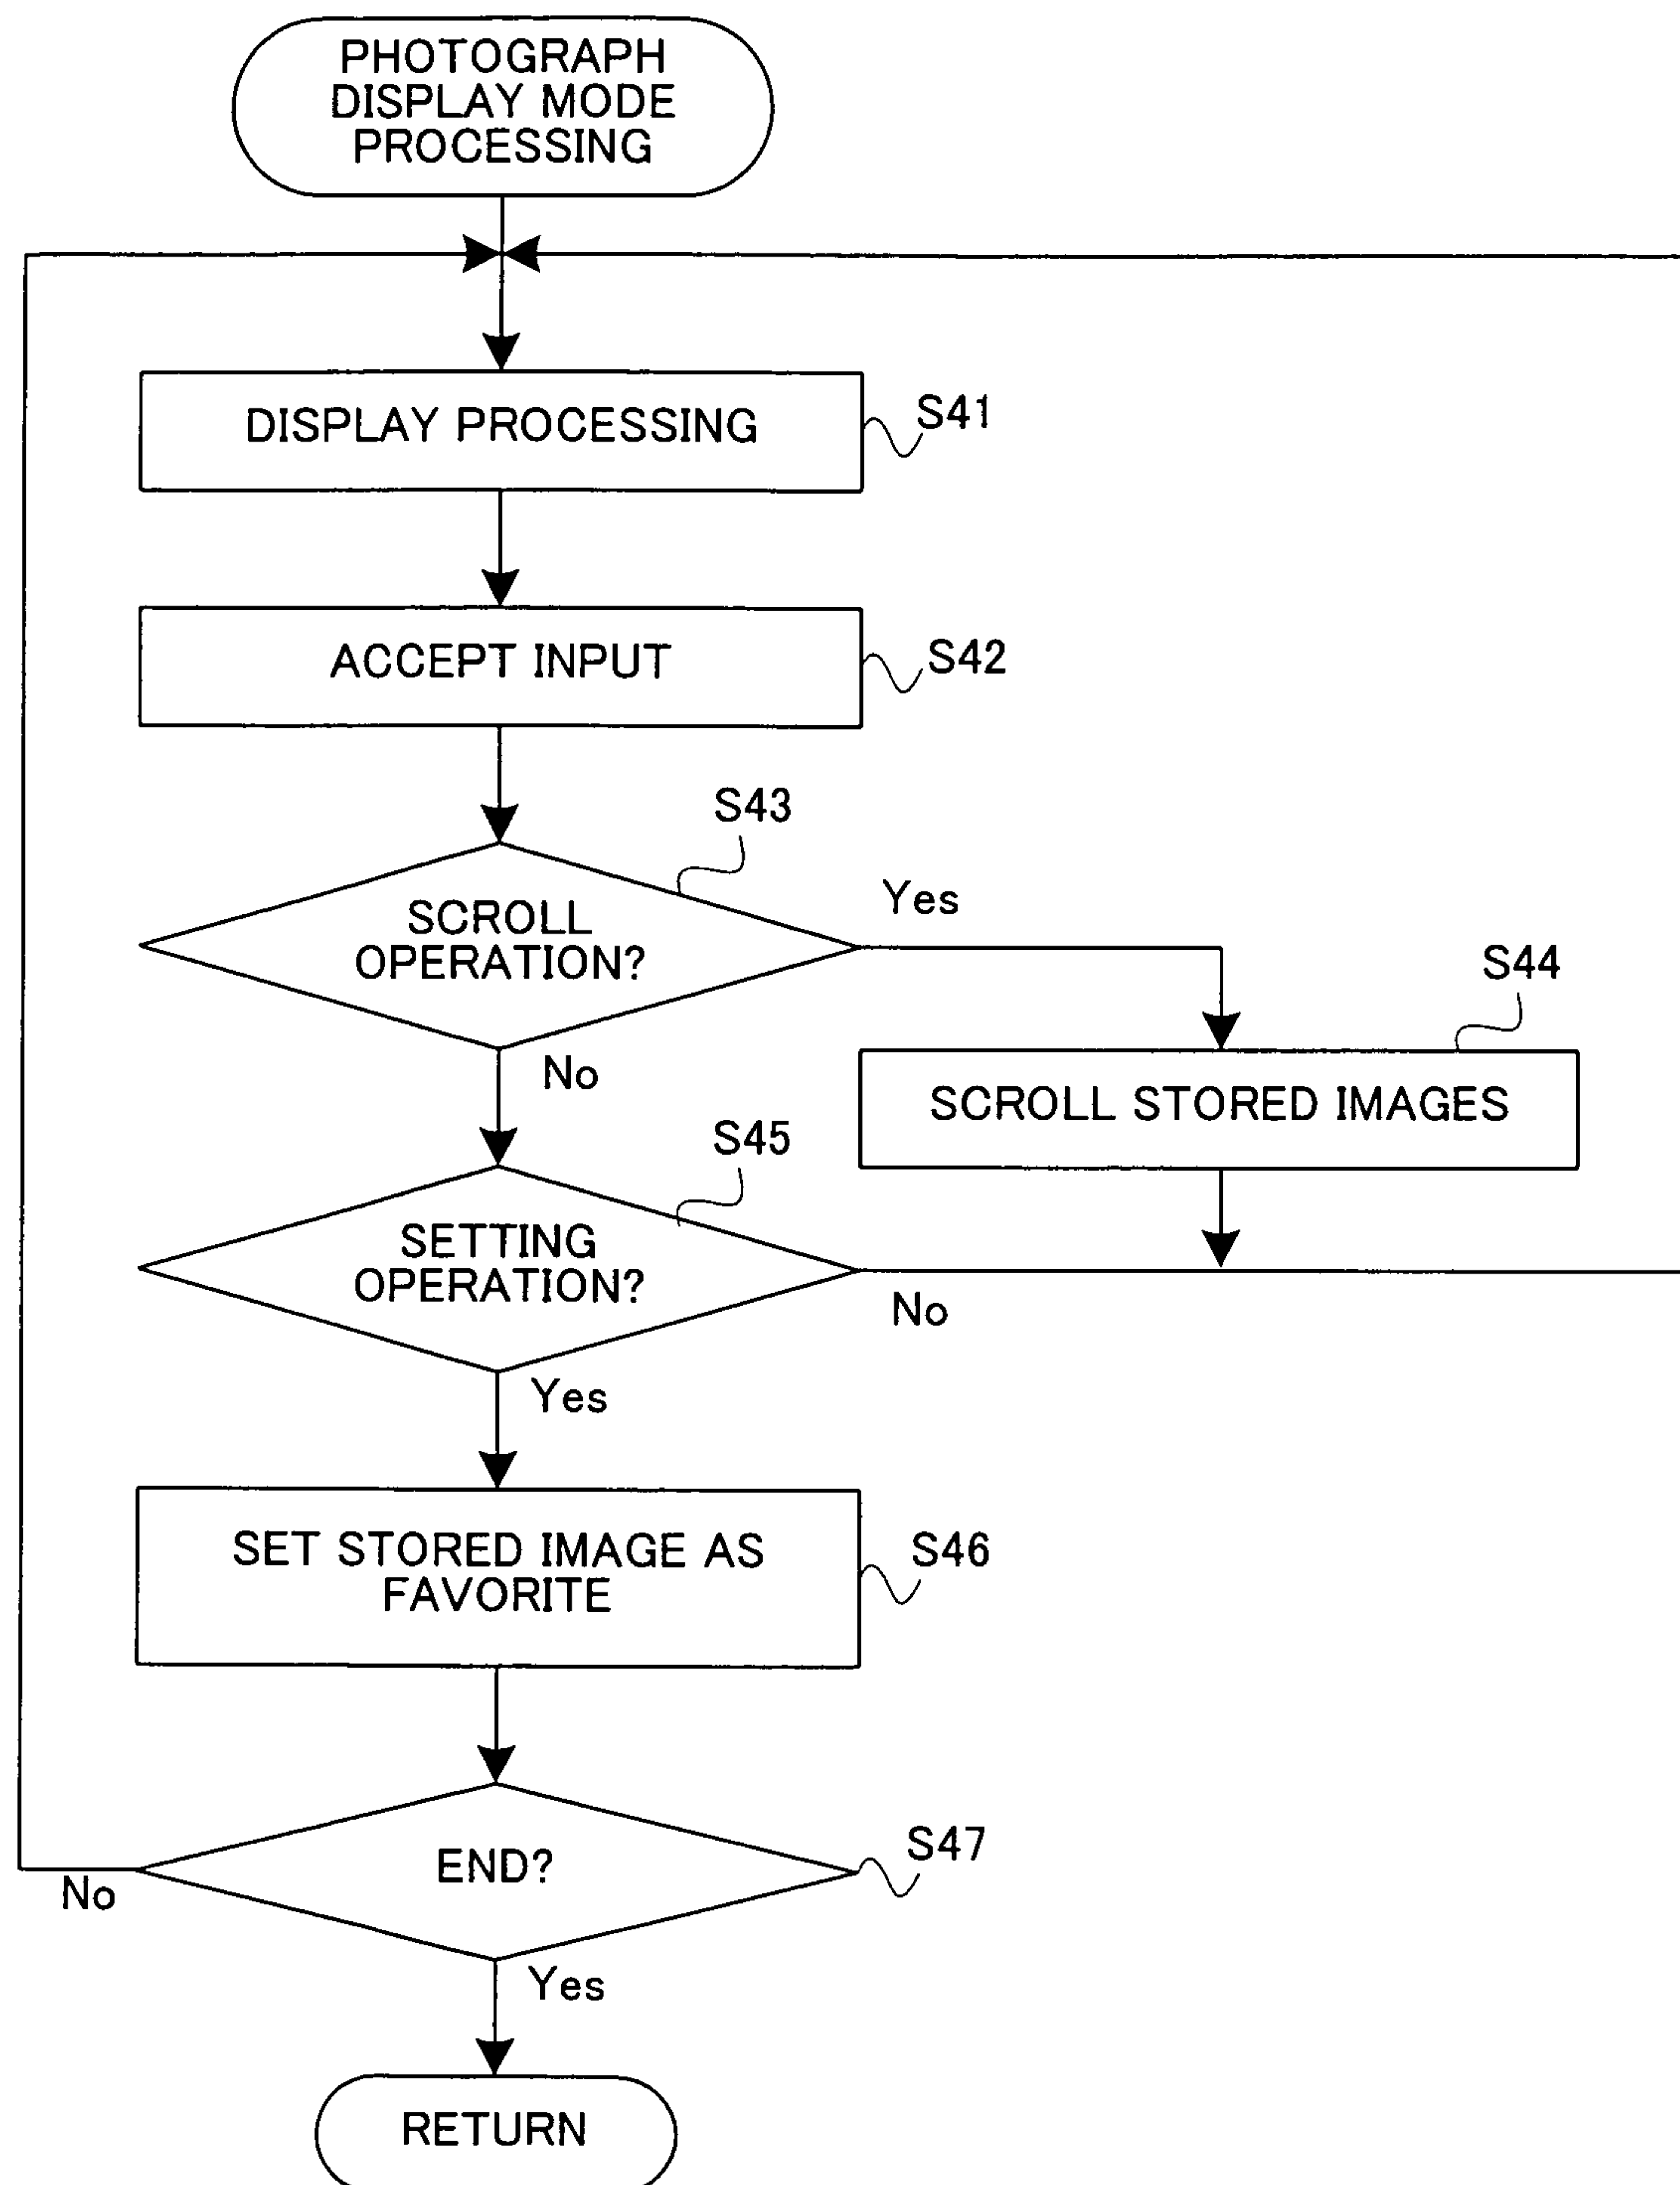 PHOTOGRAPH
DISPLAY MODE
PROCESSING
DISPLAY PROCESSING
S41
ACCEPT INPUT
S42
S43
SCROLL
OPERATION?
Yes
No
S44
SCROLL STORED IMAGES
S45
SETTING
OPERATION?
No
Yes
SET STORED IMAGE AS
FAVORITE
S46
END?
S47
No
Yes
RETURN